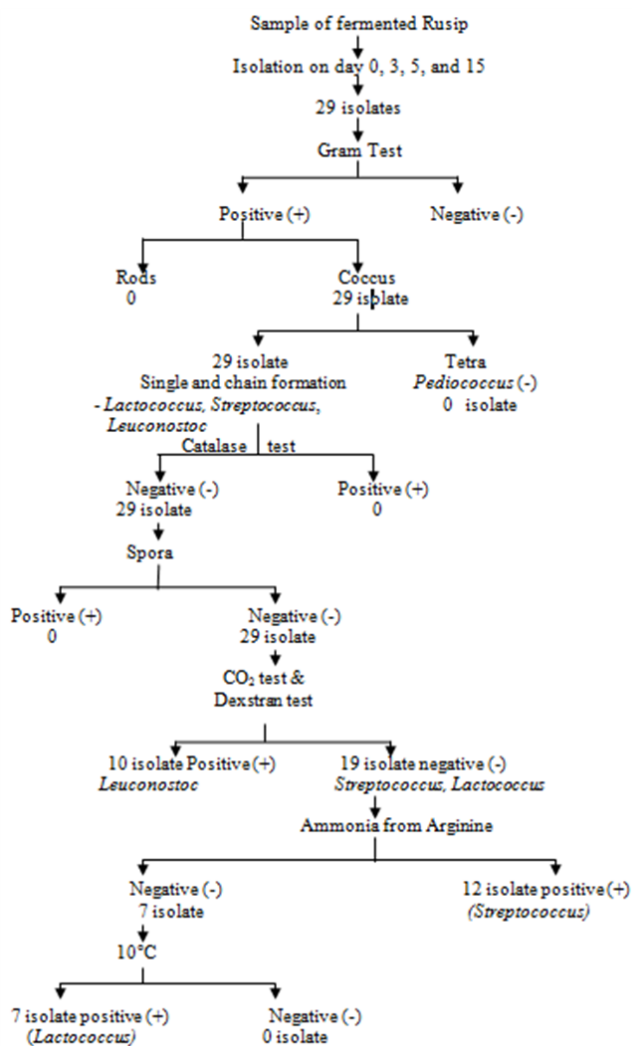 Sample of fermented Rusip
Isolation on day 0, 3, 5, and 15
29 isolates
Gram Test
Positive (+)
Negative (-)
Rods
0
Coccus
29 isolate
29 isolate
Single and chain formation
- Lactococcus, Streptococcus,
Leuconostoc
Tetra
Pediococcus (-)
0 isolate
Catalase test
Negative (-)
29 isolate
Positive (+)
0
Spora
Positive (+)
0
Negative (-)
29 isolate
CO₂ test &
Dexstran test
10 isolate Positive (+)
Leuconostoc
19 isolate negative (-)
Streptococcus, Lactococcus
Ammonia from Arginine
Negative (-)
7 isolate
12 isolate positive (+)
(Streptococcus)
10°C
7 isolate positive (+)
(Lactococcus)
Negative (-)
0 isolate